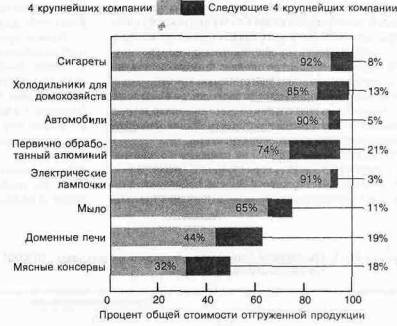 4 крупнейших компании Следующие 4 крупнейших компании
Сигареты 92% 8%
Холодильники для
домохозяйств 85% 13%
Автомобили 90% 5%
Первично обрабо-
танный алюминий 74% 21%
Электрические
лампочки 91% 3%
Мыло 65% 11%
Доменные печи 44% 19%
Мясные консервы 32% 18%
0 20 40 60 80 100
Процент общей стоимости отгруженной продукции